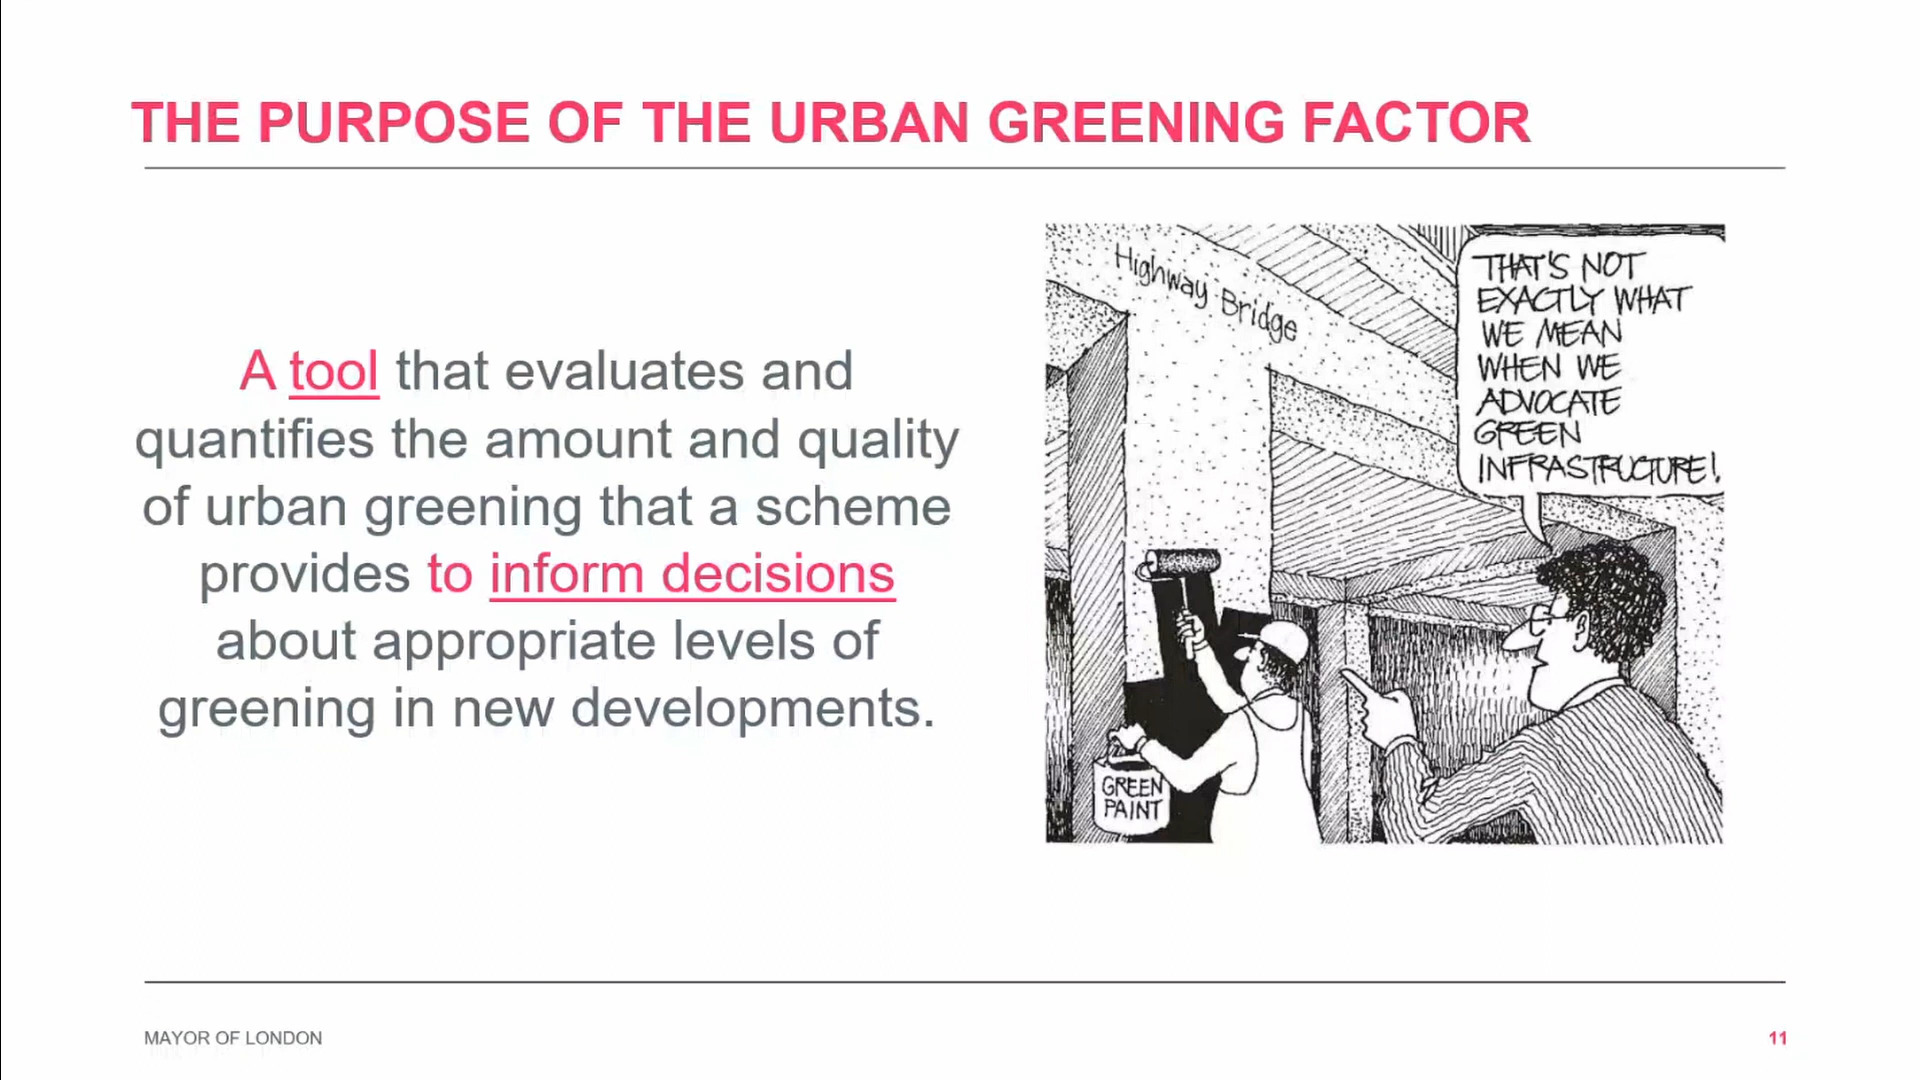 THE PURPOSE OF THE URBAN GREENING FACTOR
A tool that evaluates and
quantifies the amount and quality
of urban greening that a scheme
provides to inform decisions
about appropriate levels of
greening in new developments.
Highway Bridge
THAT'S NOT
EXACTLY WHAT
WE MEAN
WHEN WE
ADVOCATE
GREEN
INFRASTRUCTURE!
GREEN
PAINT
MAYOR OF LONDON
11